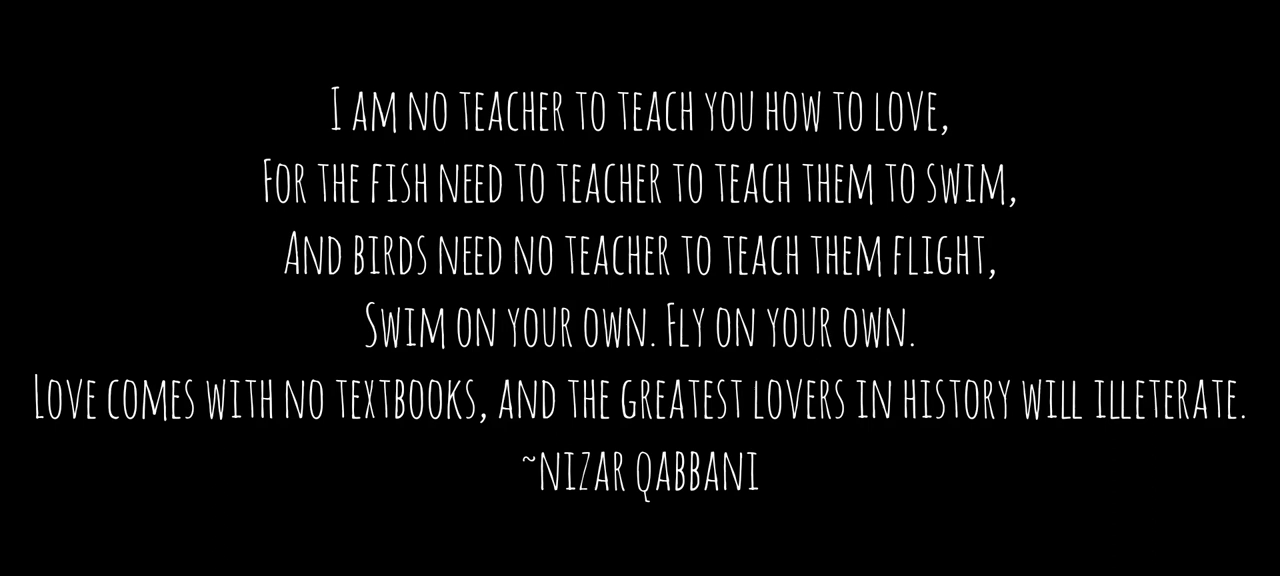 I am no teacher to teach you how to love,
For the fish need to teacher to teach them to swim,
And birds need no teacher to teach them flight,
Swim on your own. Fly on your own.
Love comes with no textbooks, and the greatest lovers in history will illeterate.
~nizar qabbani